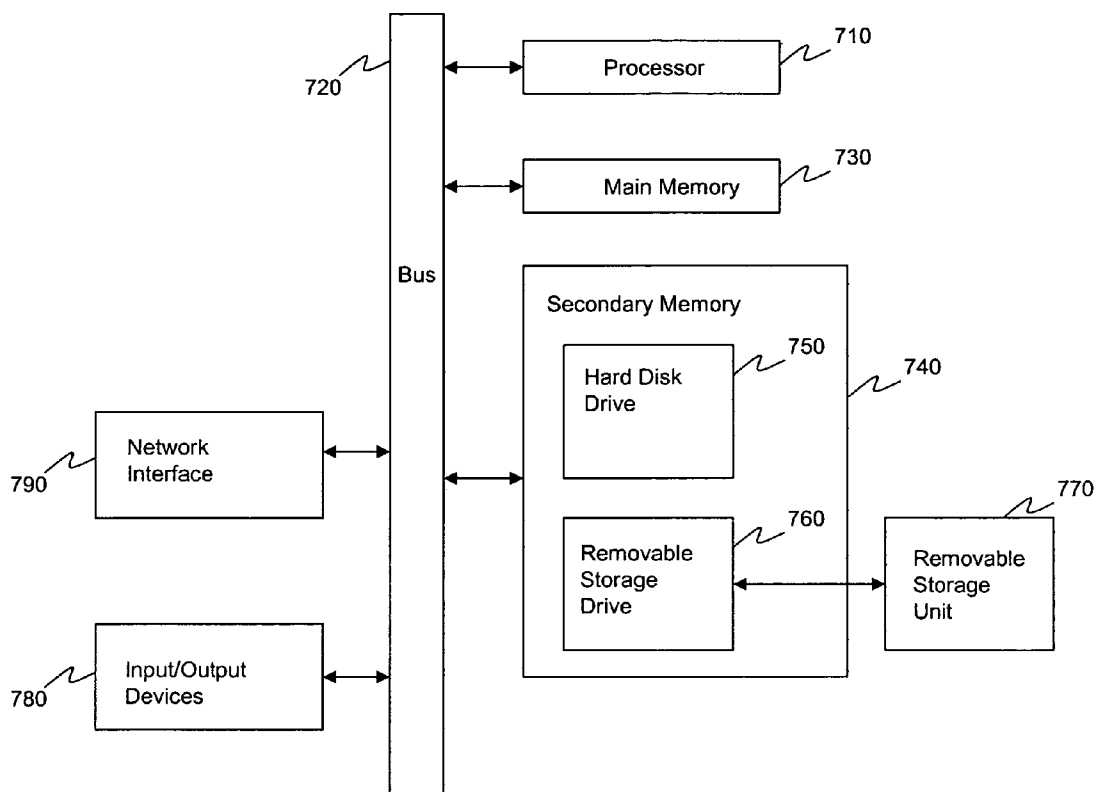 710
Processor
720
730
Main Memory
Bus
Secondary Memory
750
Hard Disk
Drive
740
Network
Interface
790
770
760
Removable
Storage
Drive
Removable
Storage
Unit
Input/Output
Devices
780